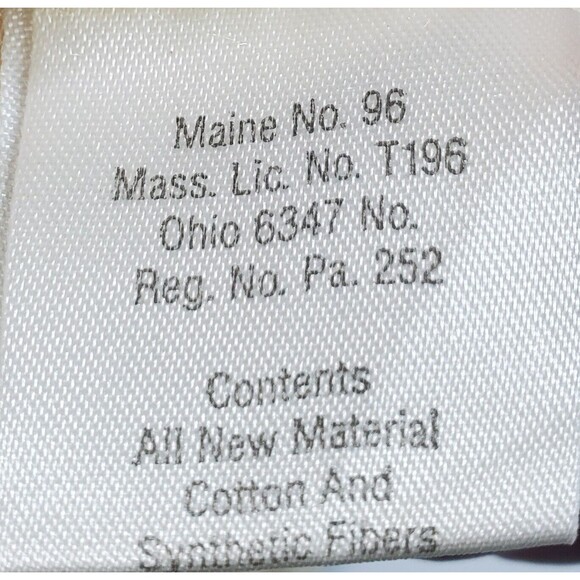 Maine No. 96
Mass. Lic. No. T196
Ohio 6347 No.
Reg. No. Pa. 252
Contents
All New Material
Cotton And
Synthetic Fibers